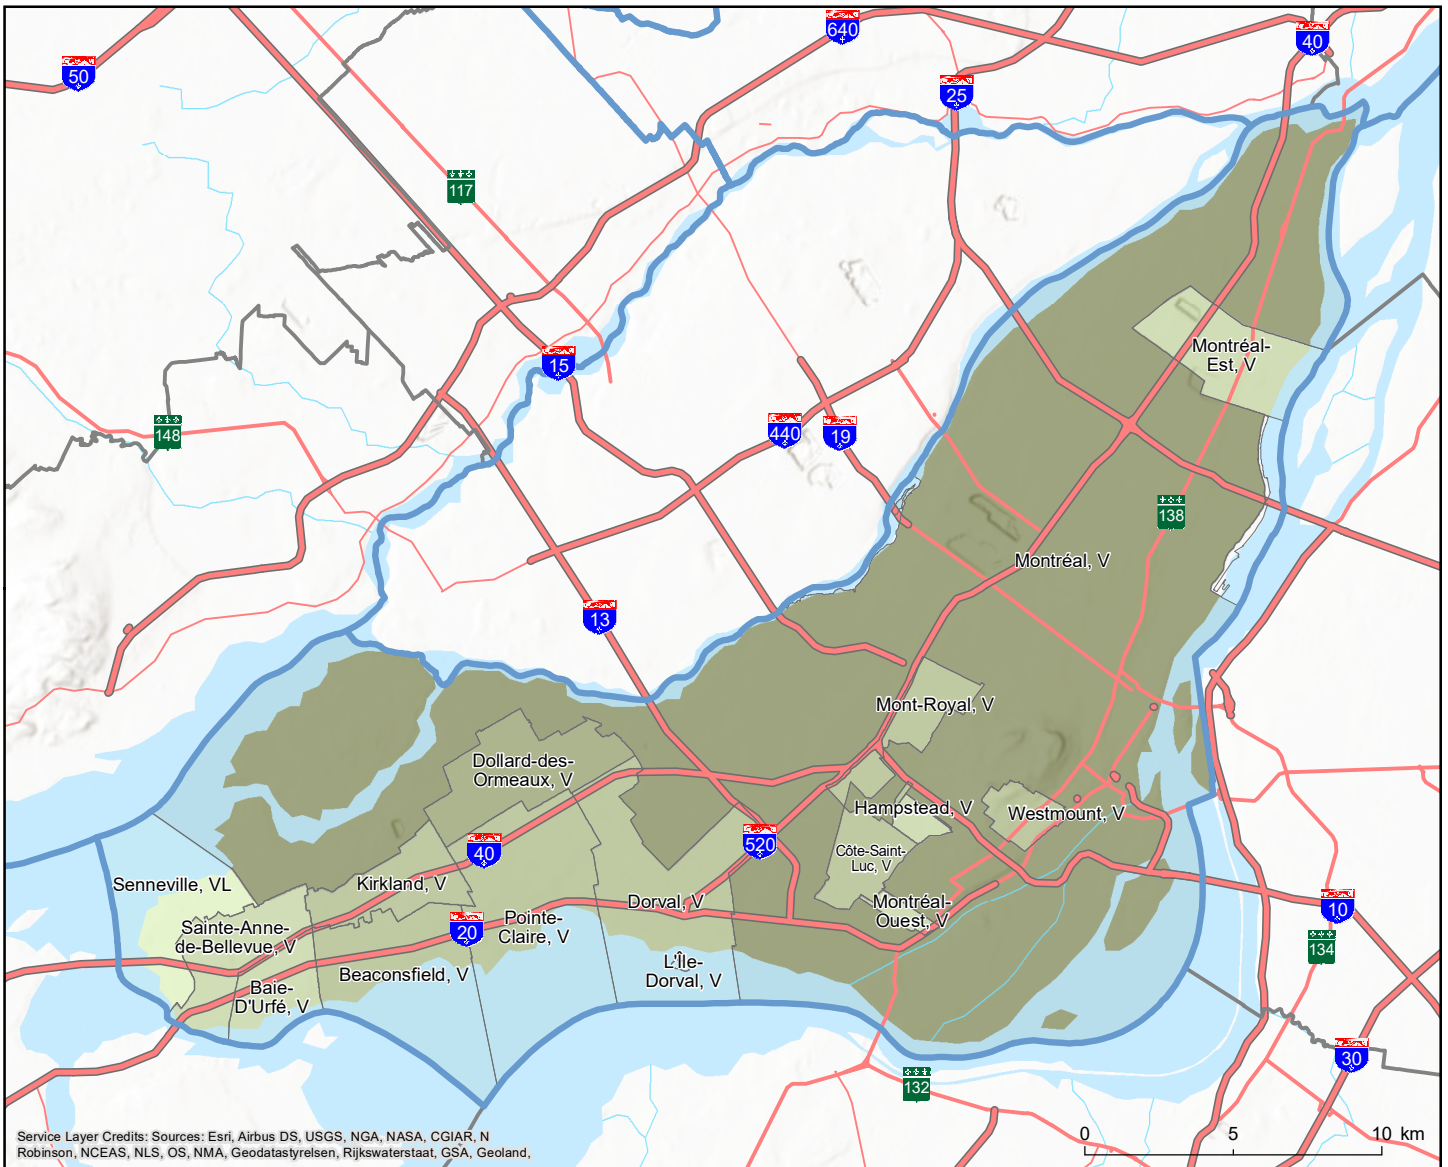 640
40
50
25
117
Montréal-
Est, V
15
148
440
19
138
Montréal, V
13
Mont-Royal, V
Dollard-des-
Ormeaux, V
Hampstead, V
Westmount, V
520
40
Côte-Saint-
Luc, V
Senneville, VL
Kirkland, V
Dorval, V
Montréal-
Ouest, V
10
Pointe-
Claire, V
20
Sainte-Anne-
de-Bellevue, V
134
L'Île-
Dorval, V
Beaconsfield, V
Baie-
D'Urfé, V
30
132
0 5 10 km
Service Layer Credits: Sources: Esri, Airbus DS, USGS, NGA, NASA, CGIAR, N
Robinson, NCEAS, NLS, OS, NMA, Geodatastyrelsen, Rijkswaterstaat, GSA, Geoland,